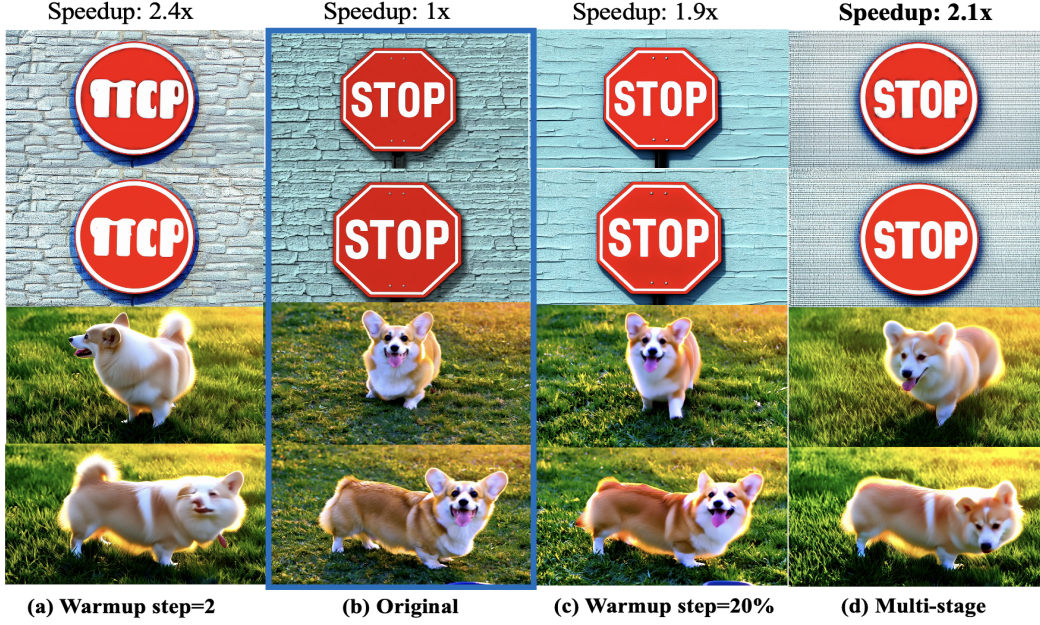 Speedup: 2.4x
Speedup: 1x
Speedup: 1.9x
Speedup: 2.1x
STOP
STOP
STOP
STOP
STOP
STOP
(a) Warmup step=2
(b) Original
(c) Warmup step=20%
(d) Multi-stage